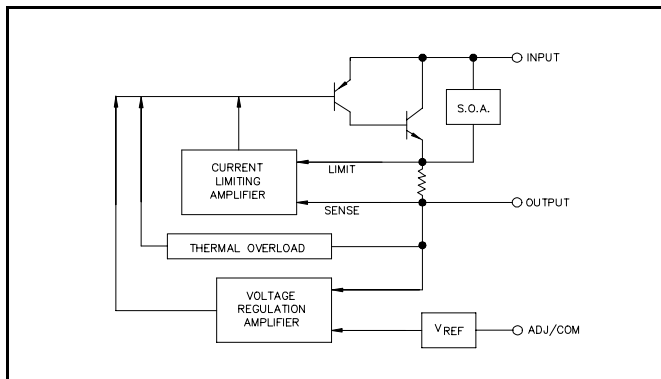 INPUT
S.O.A.
CURRENT
LIMITING
AMPLIFIER
LIMIT
SENSE
OUTPUT
THERMAL OVERLOAD
VOLTAGE
REGULATION
AMPLIFIER
VREF
ADJ/COM